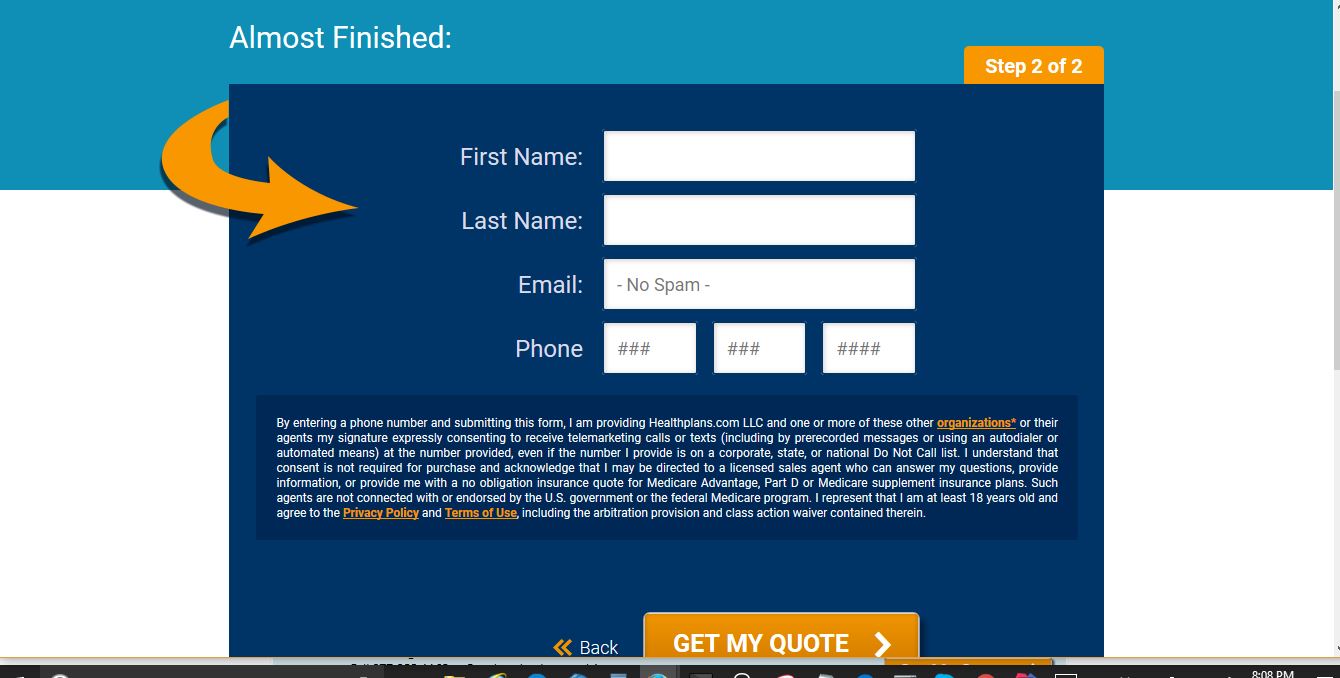 Almost Finished:
Step 2 of 2
First Name:
Last Name:
Email:
- No Spam -
Phone
### ### ####
By entering a phone number and submitting this form, I am providing Healthplans.com LLC and one or more of these other organizations* or their
agents my signature expressly consenting to receive telemarketing calls or texts (including by prerecorded messages or using an autodialer or
automated means) at the number provided, even if the number I provide is on a corporate, state, or national Do Not Call list. I understand that
consent is not required for purchase and acknowledge that I may be directed to a licensed sales agent who can answer my questions, provide
information, or provide me with a no obligation insurance quote for Medicare Advantage, Part D or Medicare supplement insurance plans. Such
agents are not connected with or endorsed by the U.S. government or the federal Medicare program. I represent that I am at least 18 years old and
agree to the Privacy Policy and Terms of Use, including the arbitration provision and class action waiver contained therein.
Back
GET MY QUOTE
8:08 PM